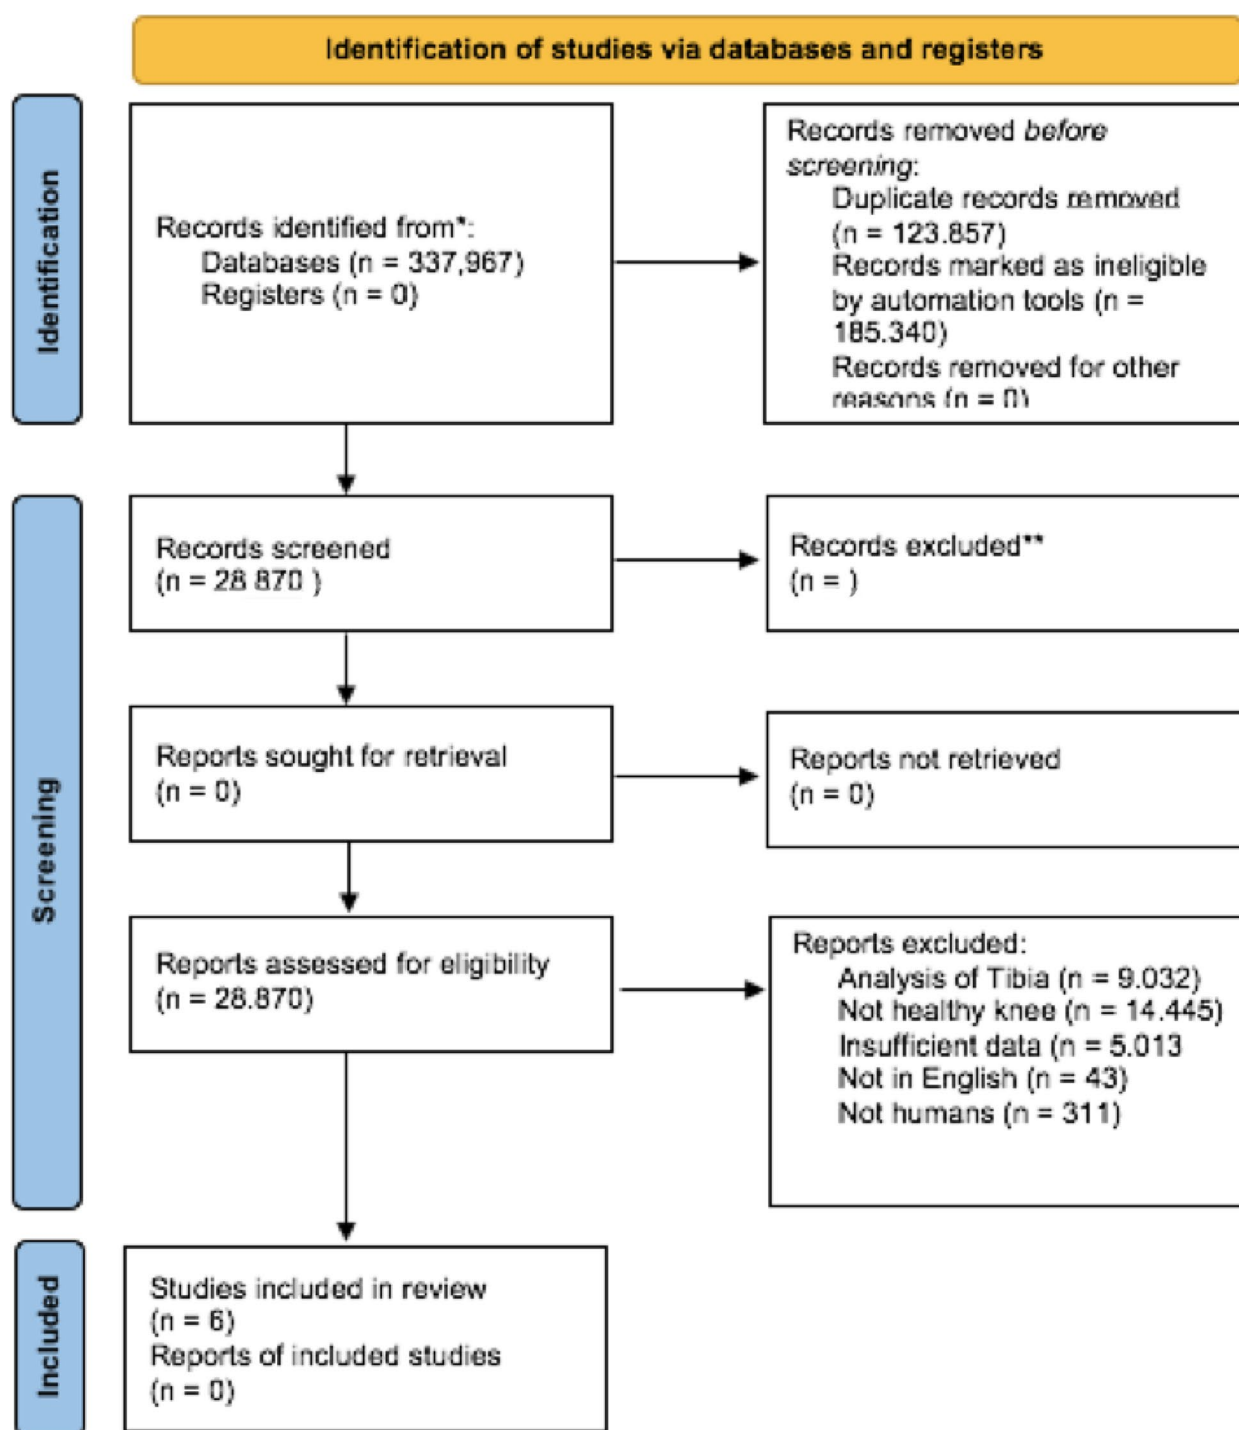 Identification of studies via databases and registers
Identification
Records identified from*:
Databases (n = 337,967)
Registers (n = 0)
Records removed before
screening:
Duplicate records removed
(n = 123.857)
Records marked as ineligible
by automation tools (n =
185.340)
Records removed for other
reasons (n = 0)
Screening
Records screened
(n = 28 870 )
Records excluded**
(n = )
Reports sought for retrieval
(n = 0)
Reports not retrieved
(n = 0)
Reports assessed for eligibility
(n = 28.870)
Reports excluded:
Analysis of Tibia (n = 9.032)
Not healthy knee (n = 14.445)
Insufficient data (n = 5.013
Not in English (n = 43)
Not humans (n = 311)
Included
Studies included in review
(n = 6)
Reports of included studies
(n = 0)